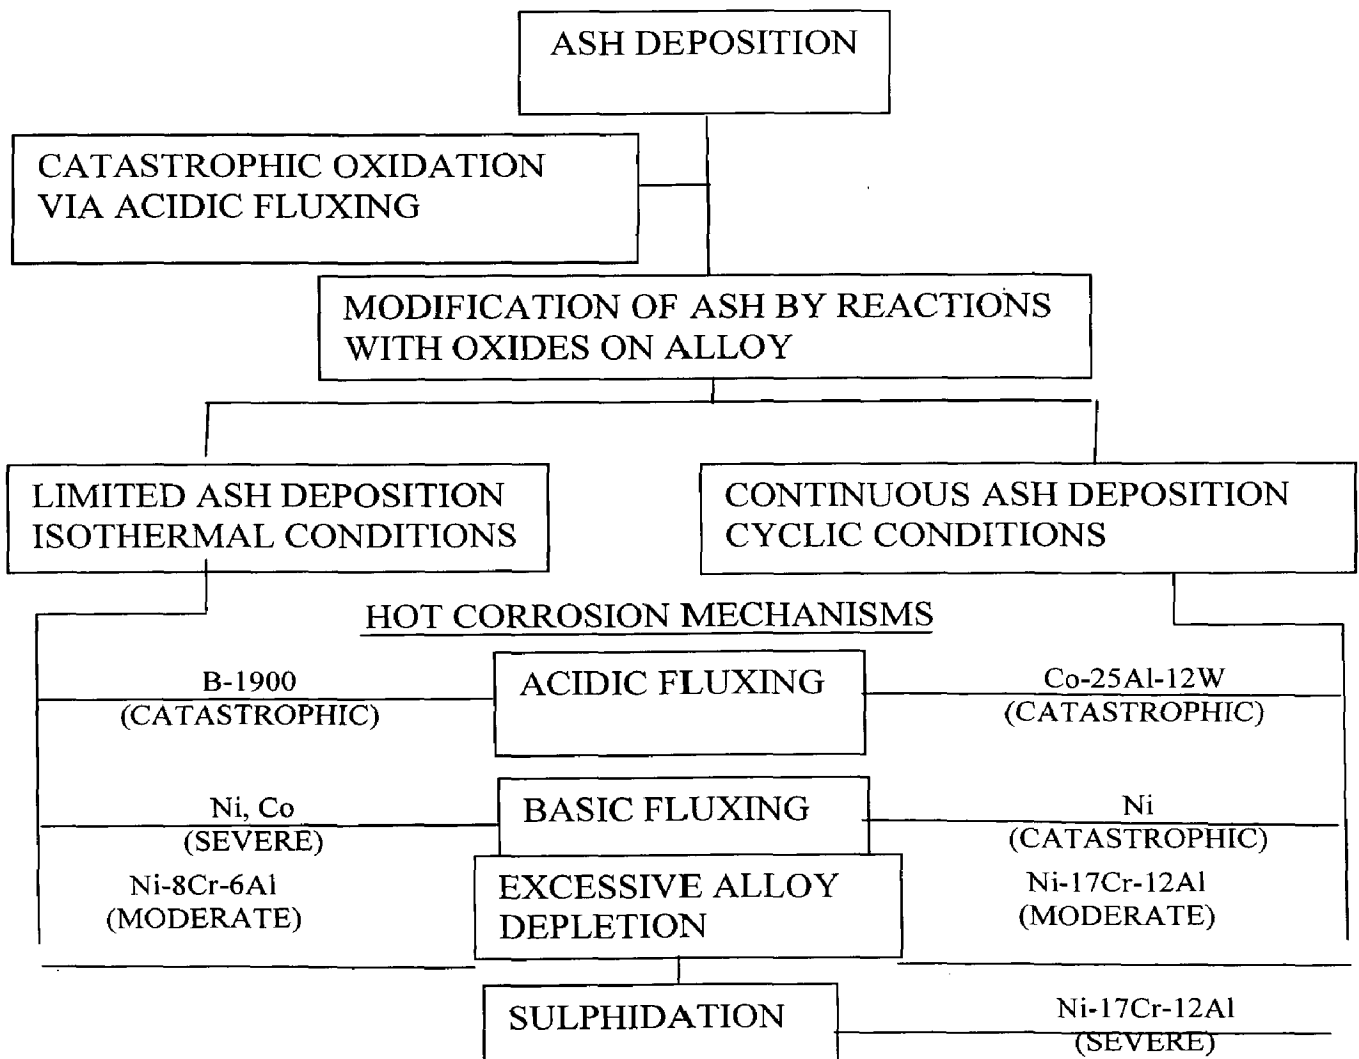 ASH DEPOSITION
CATASTROPHIC OXIDATION
VIA ACIDIC FLUXING
MODIFICATION OF ASH BY REACTIONS
WITH OXIDES ON ALLOY
LIMITED ASH DEPOSITION
ISOTHERMAL CONDITIONS
CONTINUOUS ASH DEPOSITION
CYCLIC CONDITIONS
HOT CORROSION MECHANISMS
B-1900
(CATASTROPHIC)
ACIDIC FLUXING
Co-25Al-12W
(CATASTROPHIC)
Ni, Co
(SEVERE)
BASIC FLUXING
Ni
(CATASTROPHIC)
Ni-8Cr-6Al
(MODERATE)
EXCESSIVE ALLOY
DEPLETION
Ni-17Cr-12Al
(MODERATE)
SULPHIDATION
Ni-17Cr-12Al
(SEVERE)